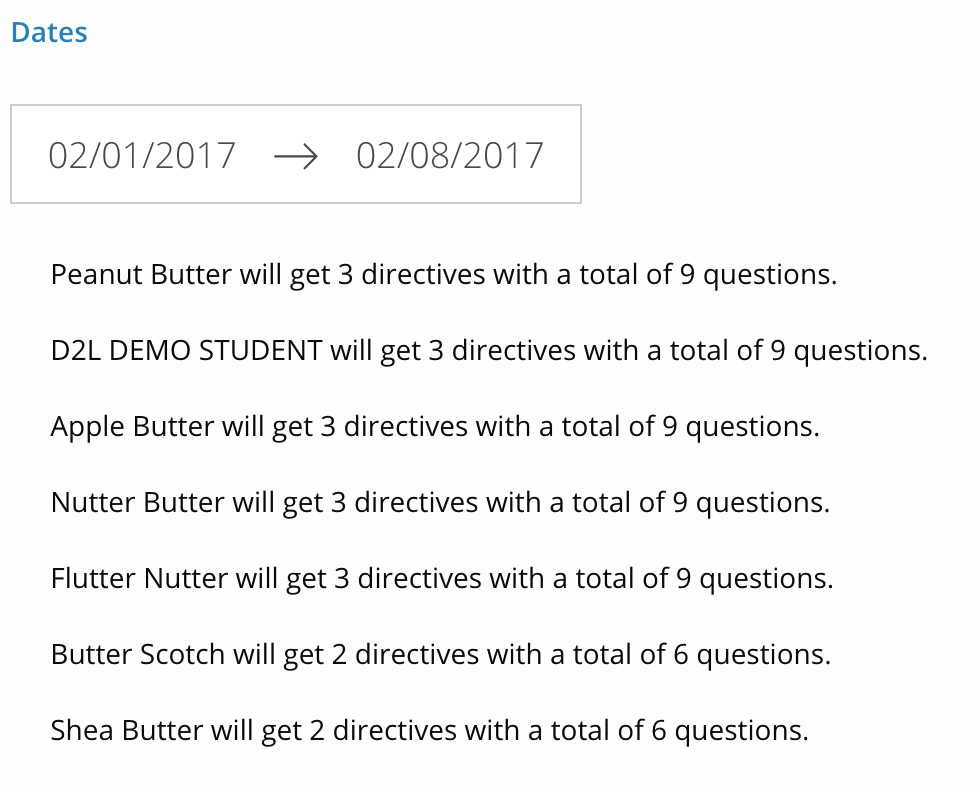 Dates
02/01/2017 → 02/08/2017
Peanut Butter will get 3 directives with a total of 9 questions.
D2L DEMO STUDENT will get 3 directives with a total of 9 questions.
Apple Butter will get 3 directives with a total of 9 questions.
Nutter Butter will get 3 directives with a total of 9 questions.
Flutter Nutter will get 3 directives with a total of 9 questions.
Butter Scotch will get 2 directives with a total of 6 questions.
Shea Butter will get 2 directives with a total of 6 questions.